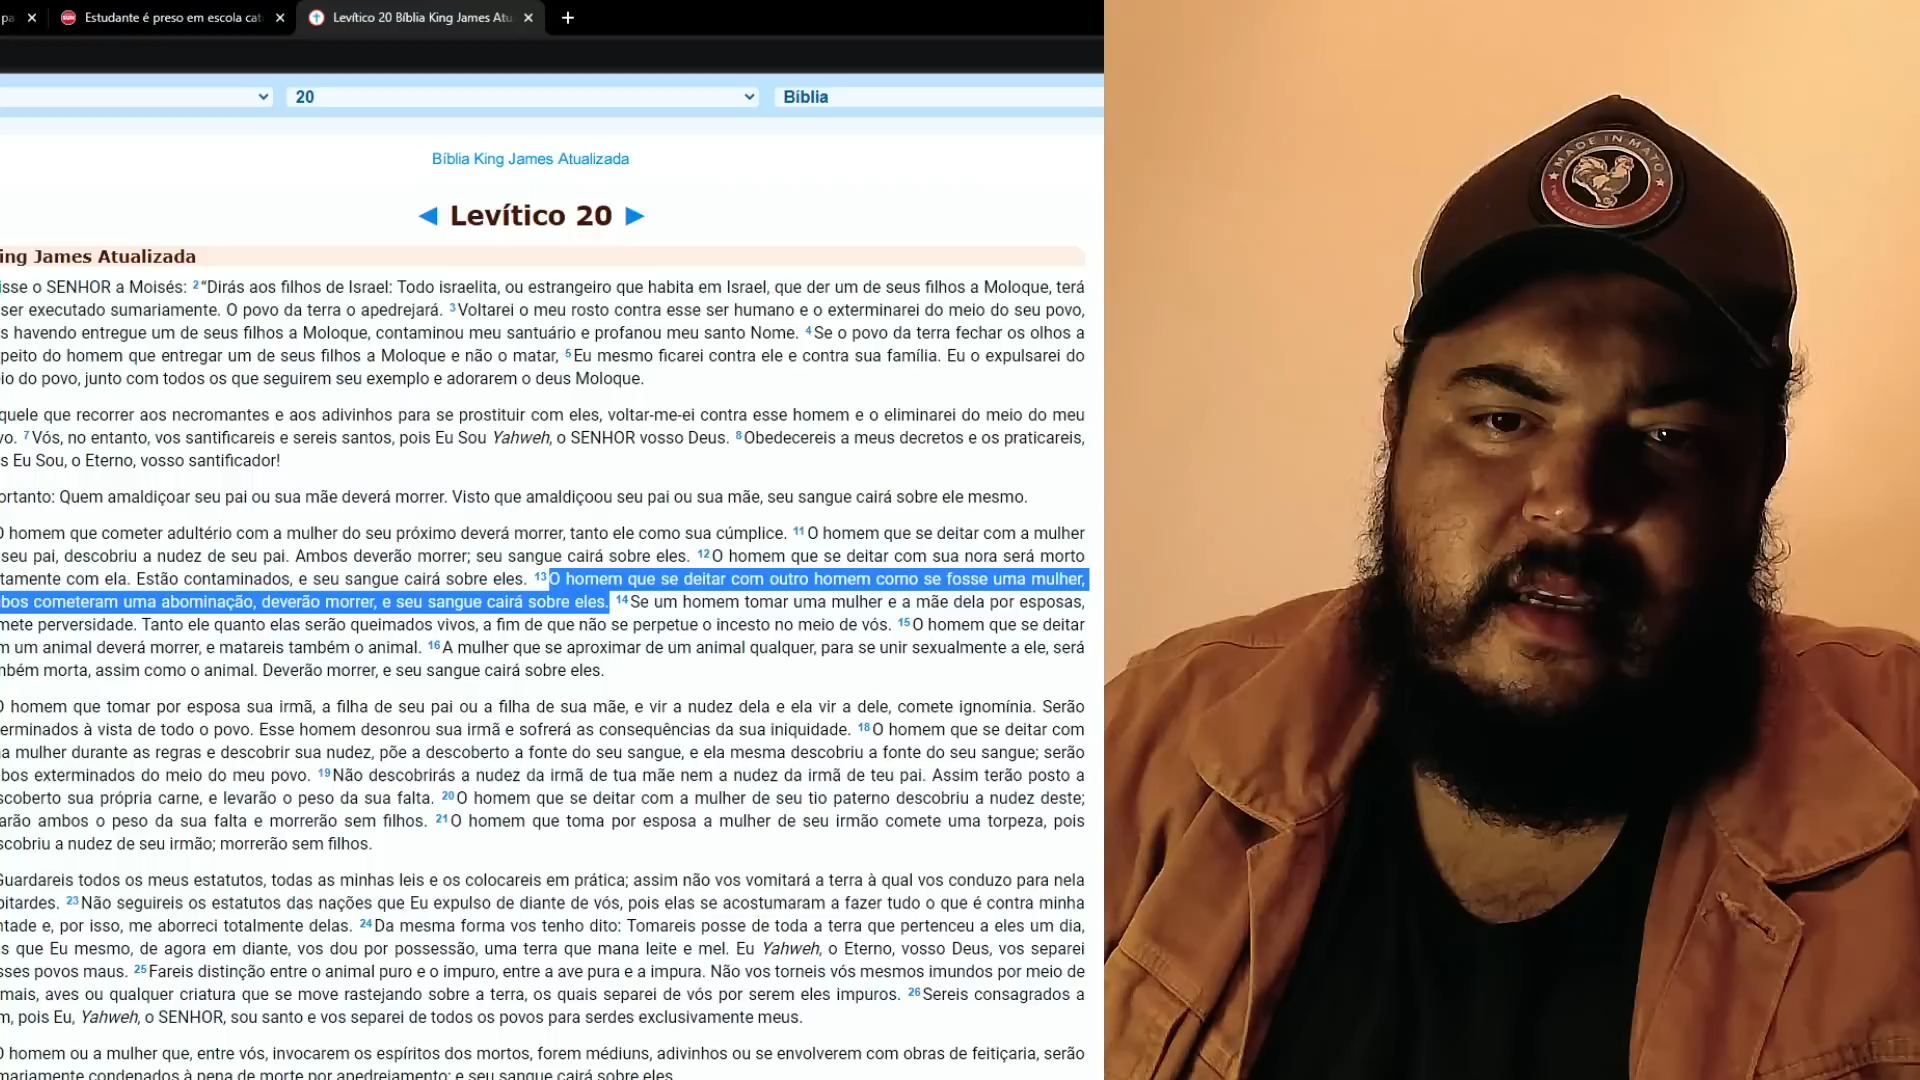 pa
Estudante é preso em escola cat
Levítico 20 Bíblia King James Atu
20
Bíblia
Bíblia King James Atualizada
Levítico 20
ing James Atualizada
isse o SENHOR a Moisés: 2“Dirás aos filhos de Israel: Todo israelita, ou estrangeiro que habita em Israel, que der um de seus filhos a Moloque, terá
ser executado sumariamente. O povo da terra o apedrejará. 3Voltarei o meu rosto contra esse ser humano e o exterminarei do meio do seu povo,
s havendo entregue um de seus filhos a Moloque, contaminou meu santuário e profanou meu santo Nome. 4Se o povo da terra fechar os olhos a
peito do homem que entregar um de seus filhos a Moloque e não o matar, 5Eu mesmo ficarei contra ele e contra sua família. Eu o expulsarei do
io do povo, junto com todos os que seguirem seu exemplo e adorarem o deus Moloque.
quele que recorrer aos necromantes e aos adivinhos para se prostituir com eles, voltar-me-ei contra esse homem e o eliminarei do meio do meu
vo. 7Vós, no entanto, vos santificareis e sereis santos, pois Eu Sou Yahweh, o SENHOR vosso Deus. 8Obedecereis a meus decretos e os praticareis,
s Eu Sou, o Eterno, vosso santificador!
ortanto: Quem amaldiçoar seu pai ou sua mãe deverá morrer. Visto que amaldiçoou seu pai ou sua mãe, seu sangue cairá sobre ele mesmo.
O homem que cometer adultério com a mulher do seu próximo deverá morrer, tanto ele como sua cúmplice. 11O homem que se deitar com a mulher
seu pai, descobriu a nudez de seu pai. Ambos deverão morrer; seu sangue cairá sobre eles. 12O homem que se deitar com sua nora será morto
tamente com ela. Estão contaminados, e seu sangue cairá sobre eles. 13O homem que se deitar com outro homem como se fosse uma mulher,
bos cometeram uma abominação, deverão morrer, e seu sangue cairá sobre eles. 14Se um homem tomar uma mulher e a mãe dela por esposas,
mete perversidade. Tanto ele quanto elas serão queimados vivos, a fim de que não se perpetue o incesto no meio de vós. 15O homem que se deitar
m um animal deverá morrer, e matareis também o animal. 16A mulher que se aproximar de um animal qualquer, para se unir sexualmente a ele, será
mbém morta, assim como o animal. Deverão morrer, e seu sangue cairá sobre eles.
O homem que tomar por esposa sua irmã, a filha de seu pai ou a filha de sua mãe, e vir a nudez dela e ela vir a dele, comete ignomínia. Serão
erminados à vista de todo o povo. Esse homem desonrou sua irmã e sofrerá as consequências da sua iniquidade. 18O homem que se deitar com
a mulher durante as regras e descobrir sua nudez, põe a descoberto a fonte do seu sangue, e ela mesma descobriu a fonte do seu sangue; serão
bos exterminados do meio do meu povo. 19Não descobrirás a nudez da irmã de tua mãe nem a nudez da irmã de teu pai. Assim terão posto a
scoberto sua própria carne, e levarão o peso da sua falta. 20O homem que se deitar com a mulher de seu tio paterno descobriu a nudez deste;
arão ambos o peso da sua falta e morrerão sem filhos. 21O homem que toma por esposa a mulher de seu irmão comete uma torpeza, pois
scobriu a nudez de seu irmão; morrerão sem filhos.
Guardareis todos os meus estatutos, todas as minhas leis e os colocareis em prática; assim não vos vomitará a terra à qual vos conduzo para nela
bitardes. 23Não seguireis os estatutos das nações que Eu expulso de diante de vós, pois elas se acostumaram a fazer tudo o que é contra minha
ntade e, por isso, me aborreci totalmente delas. 24Da mesma forma vos tenho dito: Tomareis posse de toda a terra que pertenceu a eles um dia,
s que Eu mesmo, de agora em diante, vos dou por possessão, uma terra que mana leite e mel. Eu Yahweh, o Eterno, vosso Deus, vos separei
sses povos maus. 25Fareis distinção entre o animal puro e o impuro, entre a ave pura e a impura. Não vos torneis vós mesmos imundos por meio de
mais, aves ou qualquer criatura que se move rastejando sobre a terra, os quais separei de vós por serem eles impuros. 26Sereis consagrados a
m, pois Eu, Yahweh, o SENHOR, sou santo e vos separei de todos os povos para serdes exclusivamente meus.
O homem ou a mulher que, entre vós, invocarem os espíritos dos mortos, forem médiuns, adivinhos ou se envolverem com obras de feitiçaria, serão
mariamente condenados à pena de morte por apedrejamento; e seu sangue cairá sobre eles.
MADE IN MATO